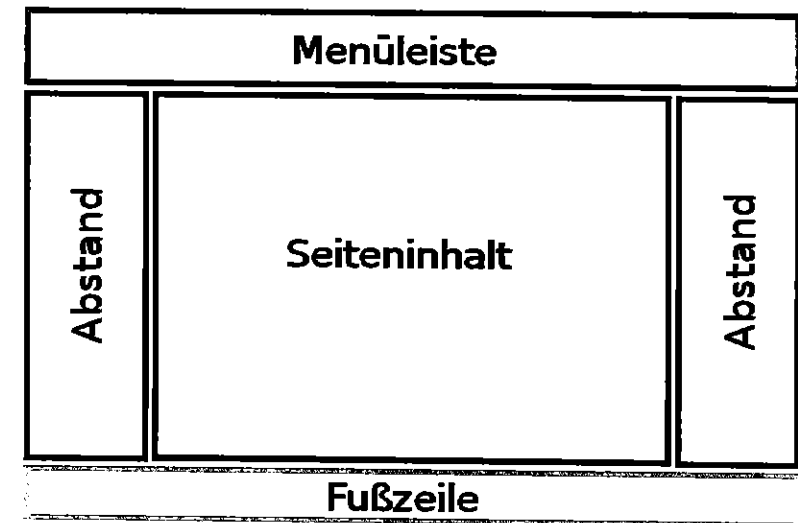 Menüleiste
Abstand
Seiteninhalt
Abstand
Fußzeile